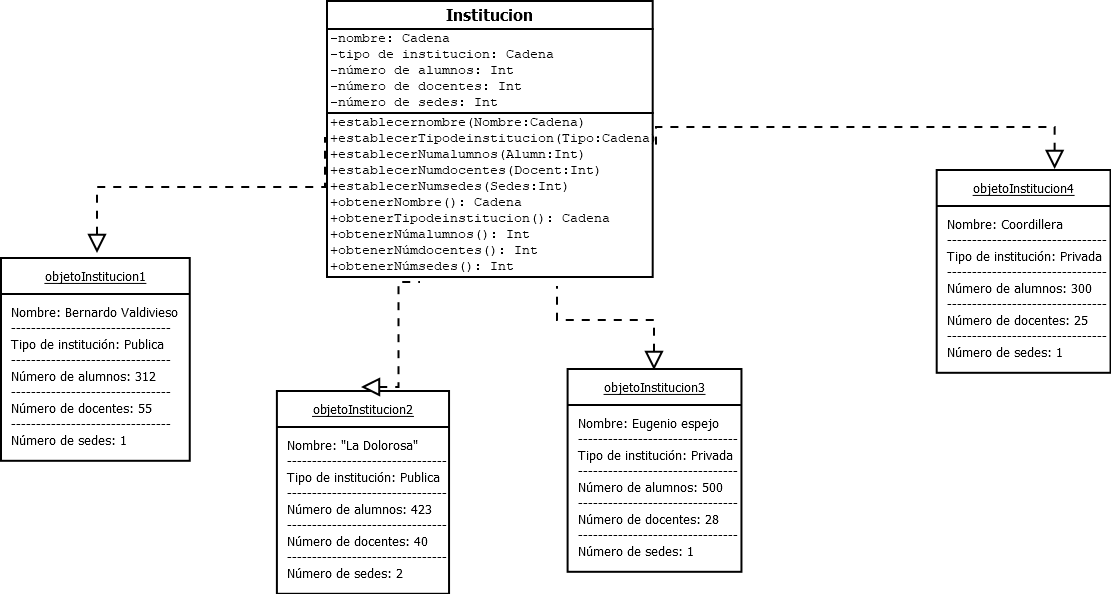 Institucion
-nombre: Cadena
-tipo de institucion: Cadena
-número de alumnos: Int
-número de docentes: Int
-número de sedes: Int
+establecernombre(Nombre:Cadena)
+establecerTipodeinstitucion(Tipo:Cadena
+establecerNumalumnos(Alumn:Int)
+establecerNumdocentes(Docent:Int)
+establecerNumsedes(Sedes:Int)
+obtenerNombre(): Cadena
+obtenerTipodeinstitucion(): Cadena
+obtenerNúmalumnos(): Int
+obtenerNúmdocentes(): Int
+obtenerNúmsedes(): Int
objetoInstitucion1
Nombre: Bernardo Valdivieso
Tipo de institución: Publica
Número de alumnos: 312
Número de docentes: 55
Número de sedes: 1
objetoInstitucion2
Nombre: "La Dolorosa"
Tipo de institución: Publica
Número de alumnos: 423
Número de docentes: 40
Número de sedes: 2
objetoInstitucion3
Nombre: Eugenio espejo
Tipo de institución: Privada
Número de alumnos: 500
Número de docentes: 28
Número de sedes: 1
objetoInstitucion4
Nombre: Coordillera
Tipo de institución: Privada
Número de alumnos: 300
Número de docentes: 25
Número de sedes: 1